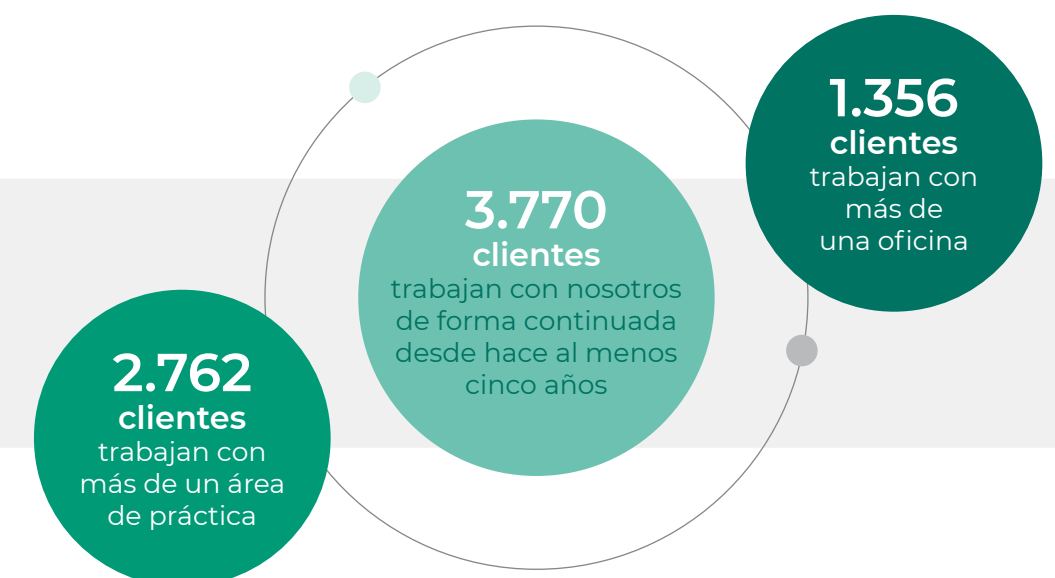 1.356
clientes
trabajan con
más de
una oficina
3.770
clientes
trabajan con nosotros
de forma continuada
desde hace al menos
cinco años
2.762
clientes
trabajan con
más de un área
de práctica